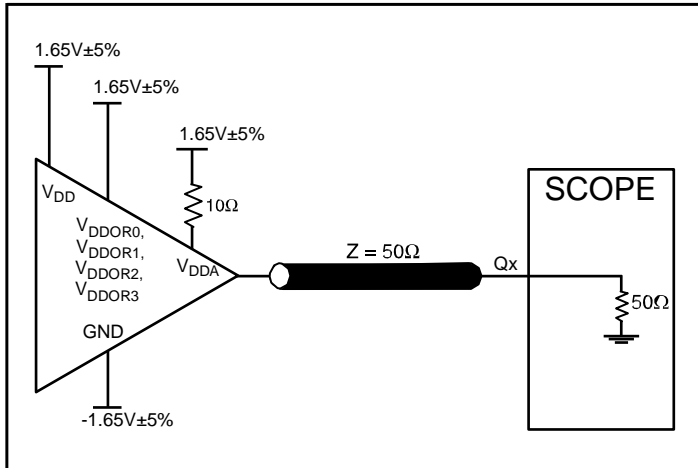 1.65V±5%
1.65V±5%
1.65V±5%
SCOPE
VDD
10Ω
VDDOR0,
VDDOR1,
VDDOR2,
VDDOR3
VDDA
Z = 50Ω
Qx
50Ω
GND
-1.65V±5%